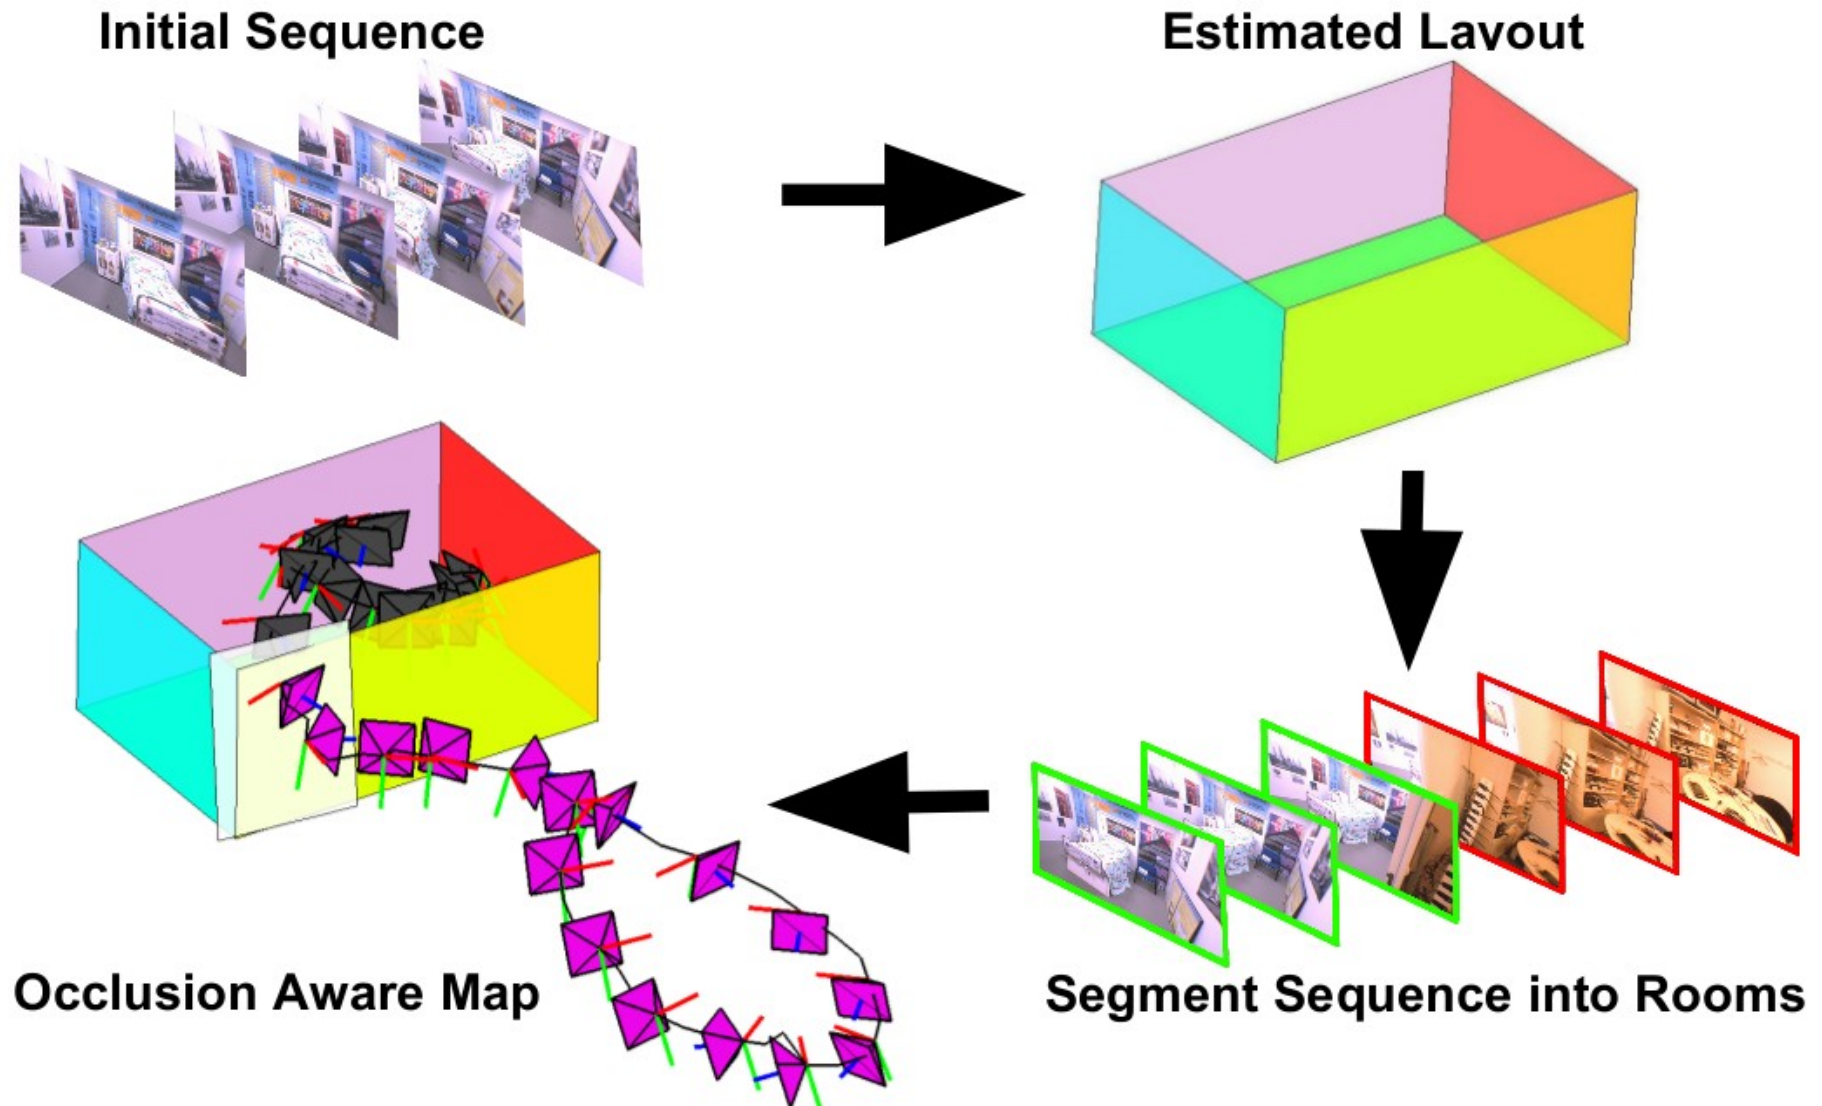 Initial Sequence
Estimated Layout
Occlusion Aware Map
Segment Sequence into Rooms